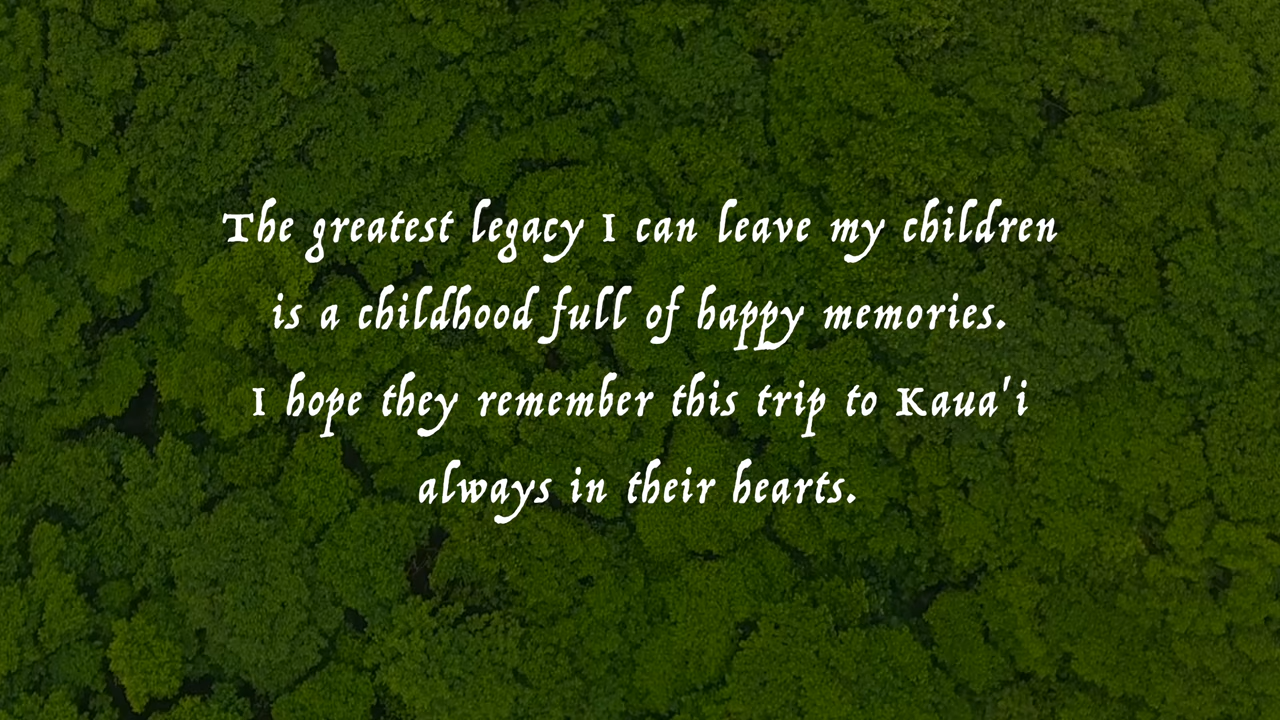 The greatest legacy I can leave my children
is a childhood full of happy memories.
I hope they remember this trip to Kaua'i
always in their hearts.